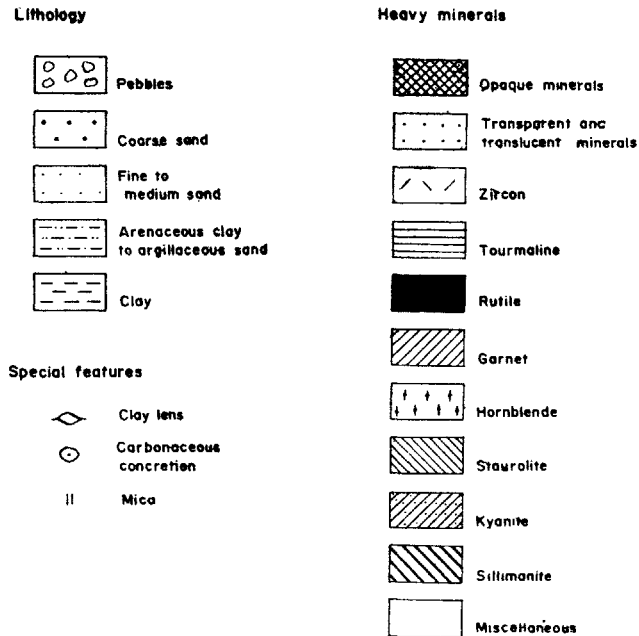 Lithology
Pebbles
Coarse sand
Fine to
medium sand
Arenaceous clay
to argillaceous sand
Clay
Special features
Clay lens
Carbonaceous
concretion
Mica
Heavy minerals
Opaque minerals
Transparent and
translucent minerals
Zircon
Tourmaline
Rutile
Garnet
Hornblende
Staurolite
Kyanite
Sillimanite
Miscellaneous